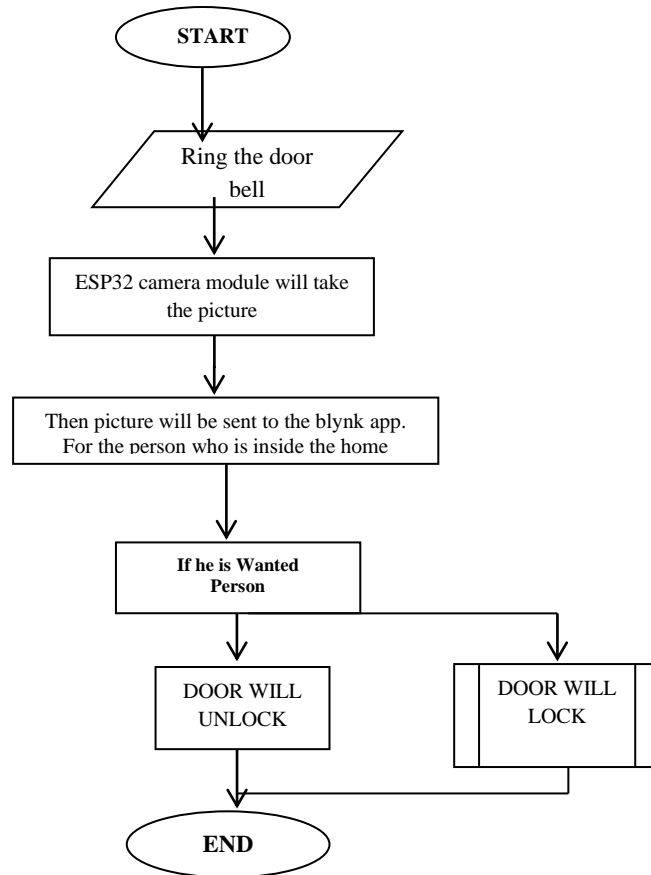 START
Ring the door
bell
ESP32 camera module will take
the picture
Then picture will be sent to the blynk app.
For the person who is inside the home
If he is Wanted
Person
DOOR WILL
UNLOCK
DOOR WILL
LOCK
END